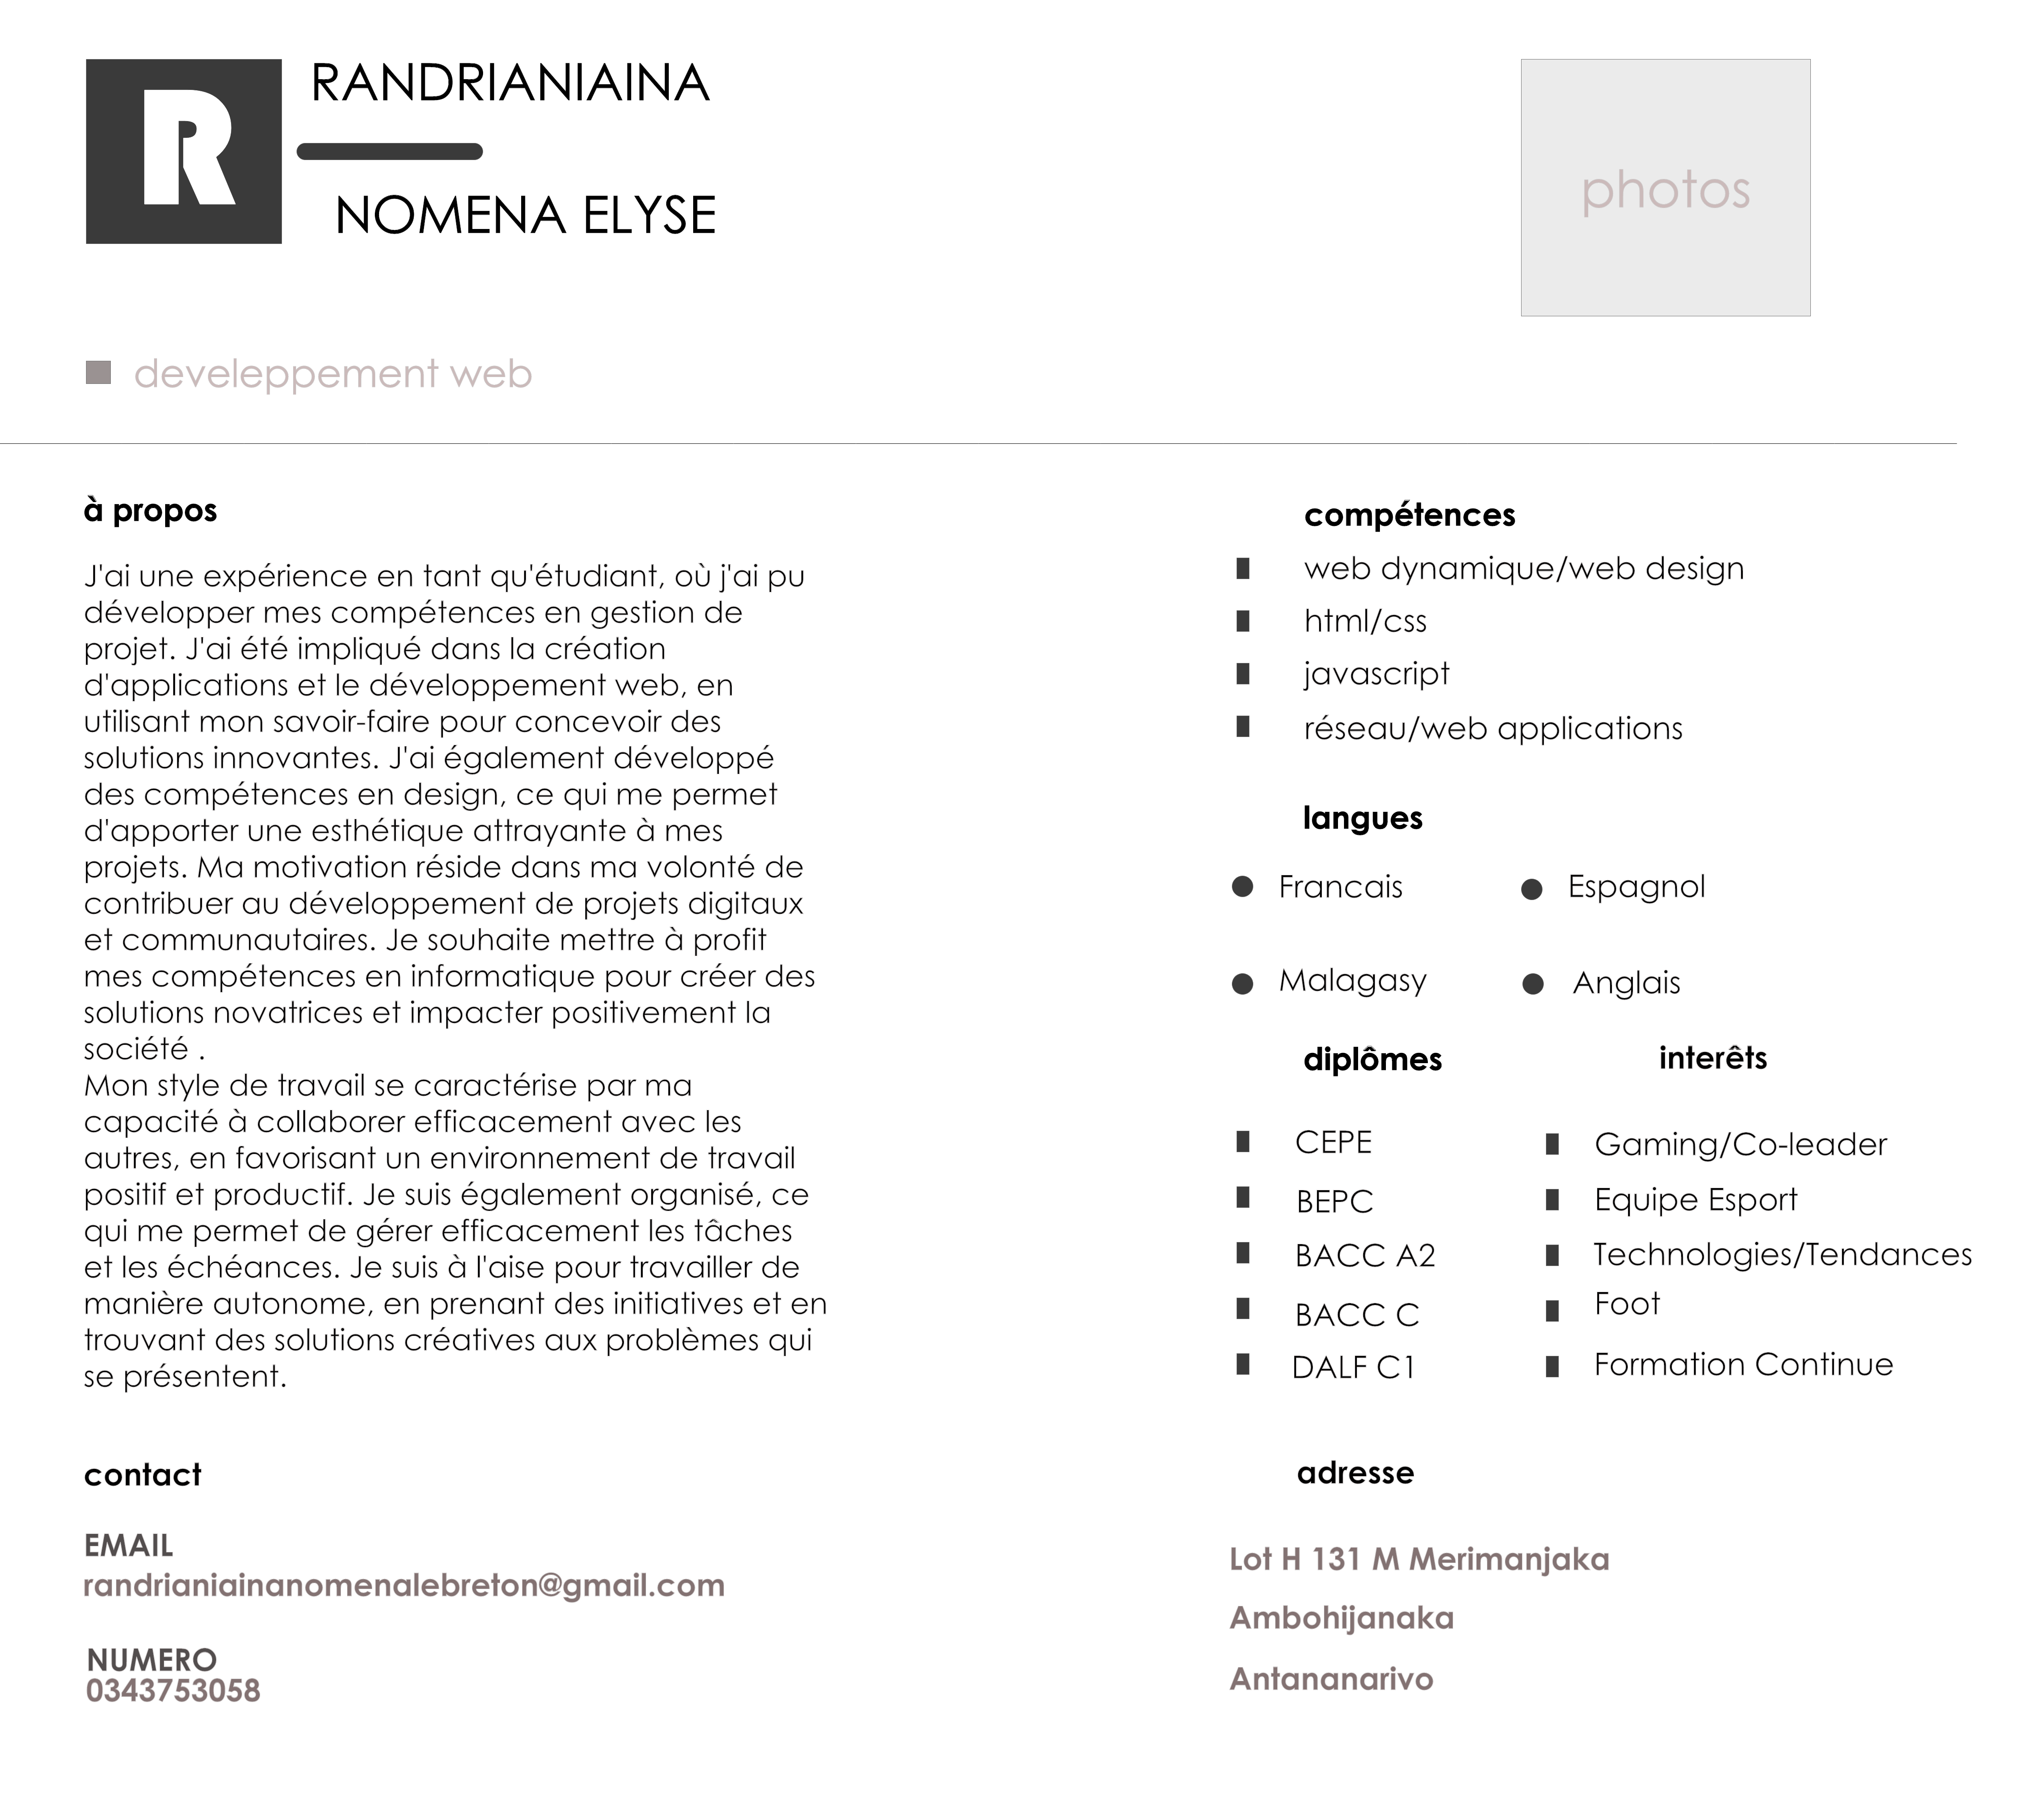 R
RANDRIANIAINA
NOMENA ELYSE
photos
develeppement web
à propos
J'ai une expérience en tant qu'étudiant, où j'ai pu
développer mes compétences en gestion de
projet. J'ai été impliqué dans la création
d'applications et le développement web, en
utilisant mon savoir-faire pour concevoir des
solutions innovantes. J'ai également développé
des compétences en design, ce qui me permet
d'apporter une esthétique attrayante à mes
projets. Ma motivation réside dans ma volonté de
contribuer au développement de projets digitaux
et communautaires. Je souhaite mettre à profit
mes compétences en informatique pour créer des
solutions novatrices et impacter positivement la
société .
Mon style de travail se caractérise par ma
capacité à collaborer efficacement avec les
autres, en favorisant un environnement de travail
positif et productif. Je suis également organisé, ce
qui me permet de gérer efficacement les tâches
et les échéances. Je suis à l'aise pour travailler de
manière autonome, en prenant des initiatives et en
trouvant des solutions créatives aux problèmes qui
se présentent.
contact
EMAIL
randrianiainanomenalebreton@gmail.com
NUMERO
0343753058
compétences
web dynamique/web design
html/css
javascript
réseau/web applications
langues
Francais
Espagnol
Malagasy
Anglais
diplômes
CEPE
BEPC
BACC A2
BACC C
DALF C1
interêts
Gaming/Co-leader
Equipe Esport
Technologies/Tendances
Foot
Formation Continue
adresse
Lot H 131 M Merimanjaka
Ambohijanaka
Antananarivo